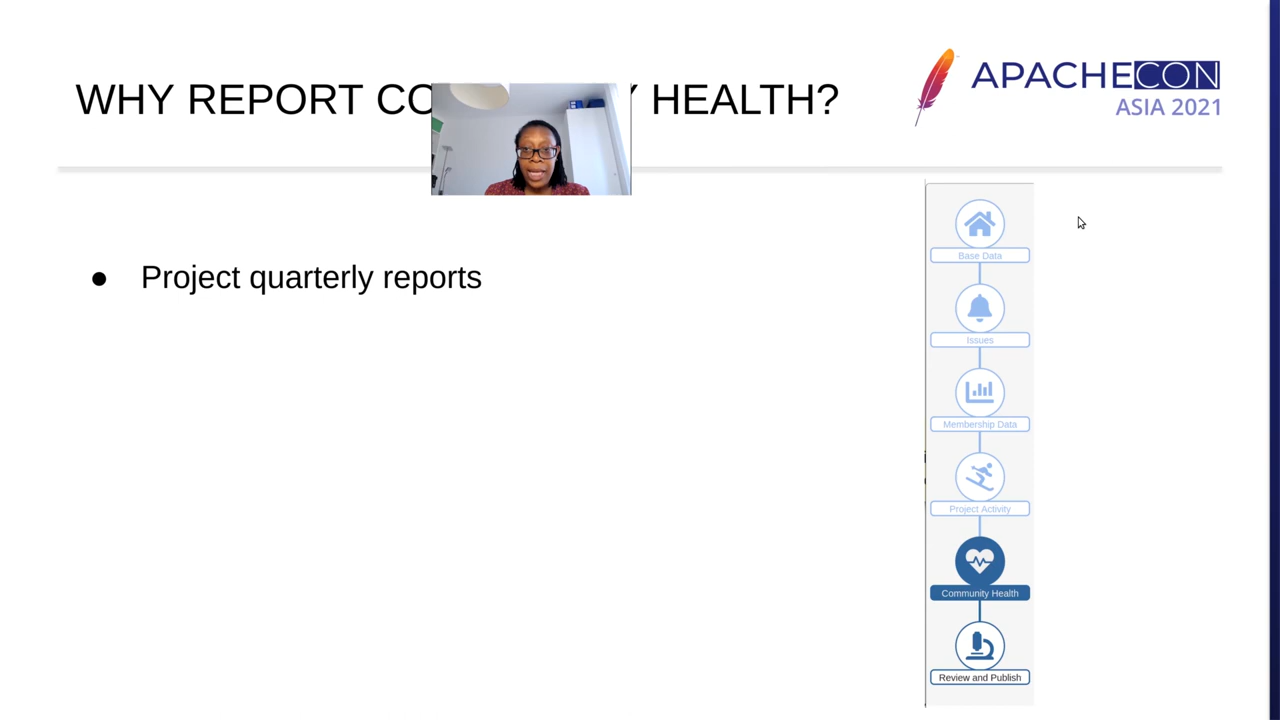 WHY REPORT CO Y HEALTH?
APACHECON
ASIA 2021
● Project quarterly reports
Base Data
Issues
Membership Data
Project Activity
Community Health
Review and Publish